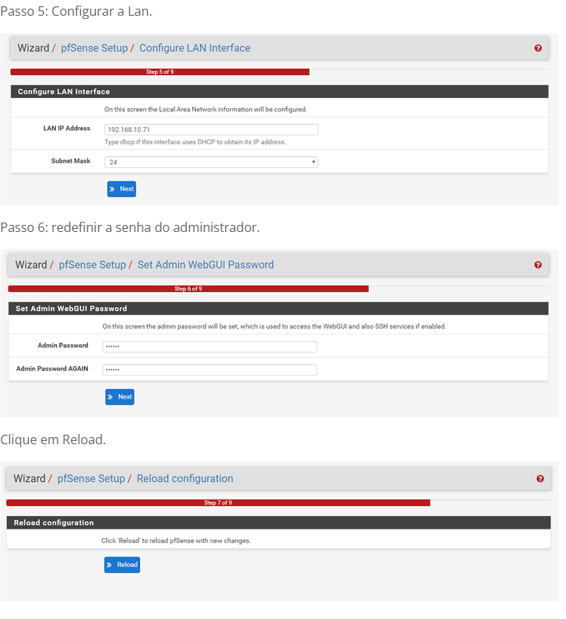 Passo 5: Configurar a Lan.
Wizard / pfSense Setup / Configure LAN Interface
Step 5 of 9
Configure LAN Interface
On this screen the Local Area Network information will be configured.
LAN IP Address 192.168.10.71
Type dhcp if this interface uses DHCP to obtain its IP address.
Subnet Mask 24
Next
Passo 6: redefinir a senha do administrador.
Wizard / pfSense Setup / Set Admin WebGUI Password
Step 6 of 9
Set Admin WebGUI Password
On this screen the admin password will be set, which is used to access the WebGUI and also SSH services if enabled.
Admin Password ······
Admin Password AGAIN ······
Next
Clique em Reload.
Wizard / pfSense Setup / Reload configuration
Step 7 of 9
Reload configuration
Click 'Reload' to reload pfSense with new changes.
Reload